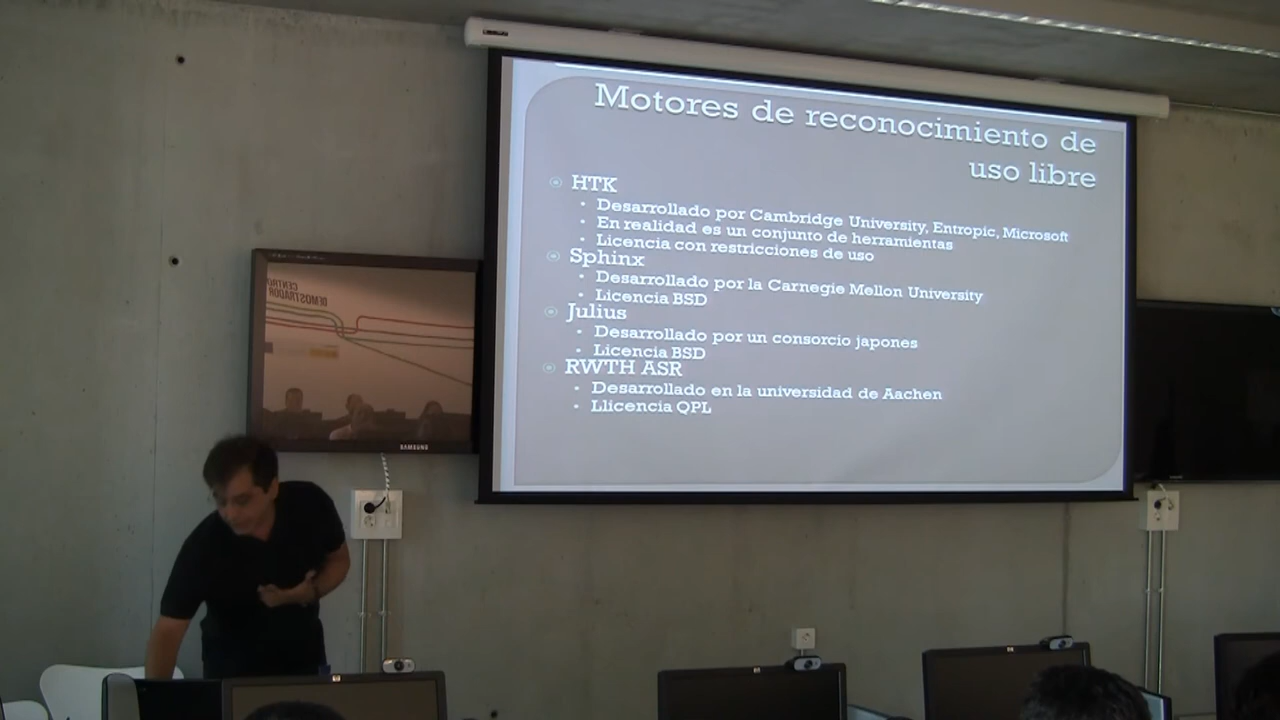 Motores de reconocimiento de
uso libre
HTK
Desarrollado por Cambridge University, Entropic, Microsoft
En realidad es un conjunto de herramientas
Licencia con restricciones de uso
Sphinx
Desarrollado por la Carnegie Mellon University
Licencia BSD
Julius
Desarrollado por un consorcio japones
Licencia BSD
RWTH ASR
Desarrollado en la universidad de Aachen
Llicencia QPL
CENTRO
DEMOSTRADOR
SAMSUNG